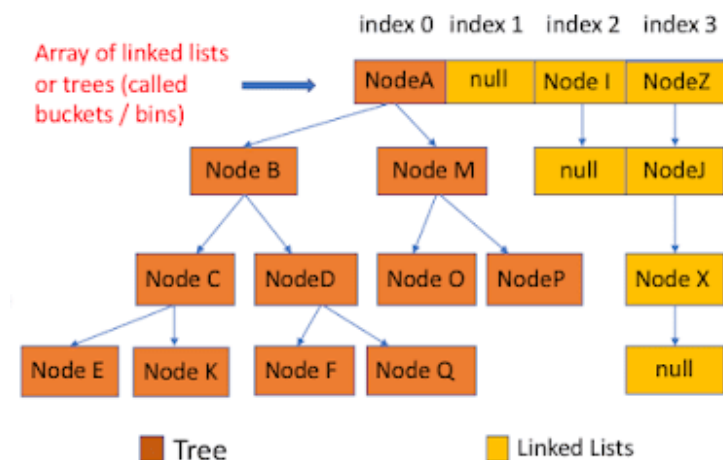 index 0 index 1 index 2 index 3
Array of linked lists
or trees (called
buckets / bins)
NodeA null Node I NodeZ
Node B Node M null NodeJ
Node C NodeD Node O NodeP Node X
Node E Node K Node F Node Q null
Tree Linked Lists